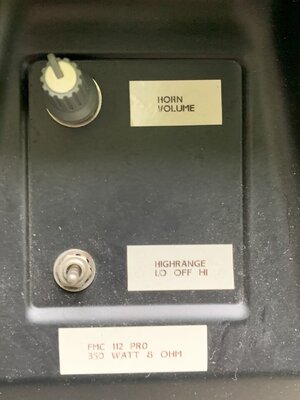 HORN
VOLUME
HIGHRANGE
LO OFF HI
FMC 112 PRO
350 WATT 8 OHM